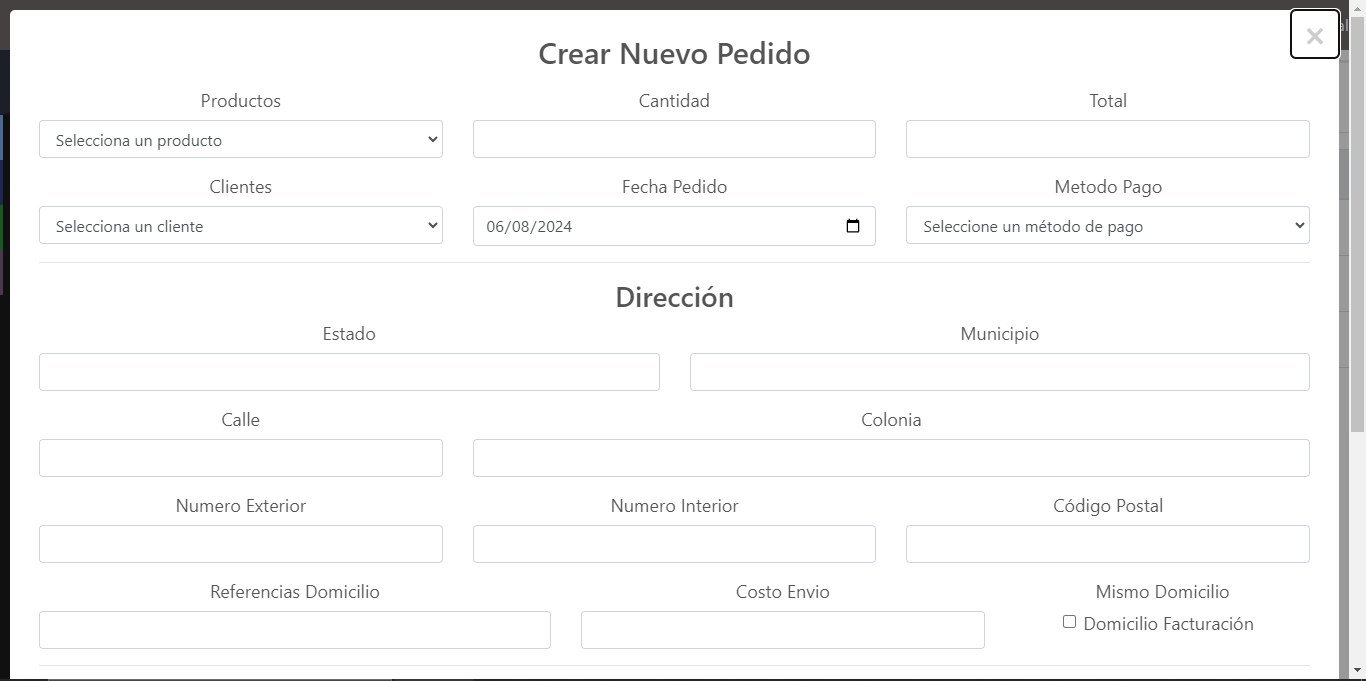 Crear Nuevo Pedido
Productos Cantidad Total
Selecciona un producto
Clientes Fecha Pedido Metodo Pago
Selecciona un cliente 06/08/2024 Seleccione un método de pago
Dirección
Estado Municipio
Calle Colonia
Numero Exterior Numero Interior Código Postal
Referencias Domicilio Costo Envio Mismo Domicilio
Domicilio Facturación